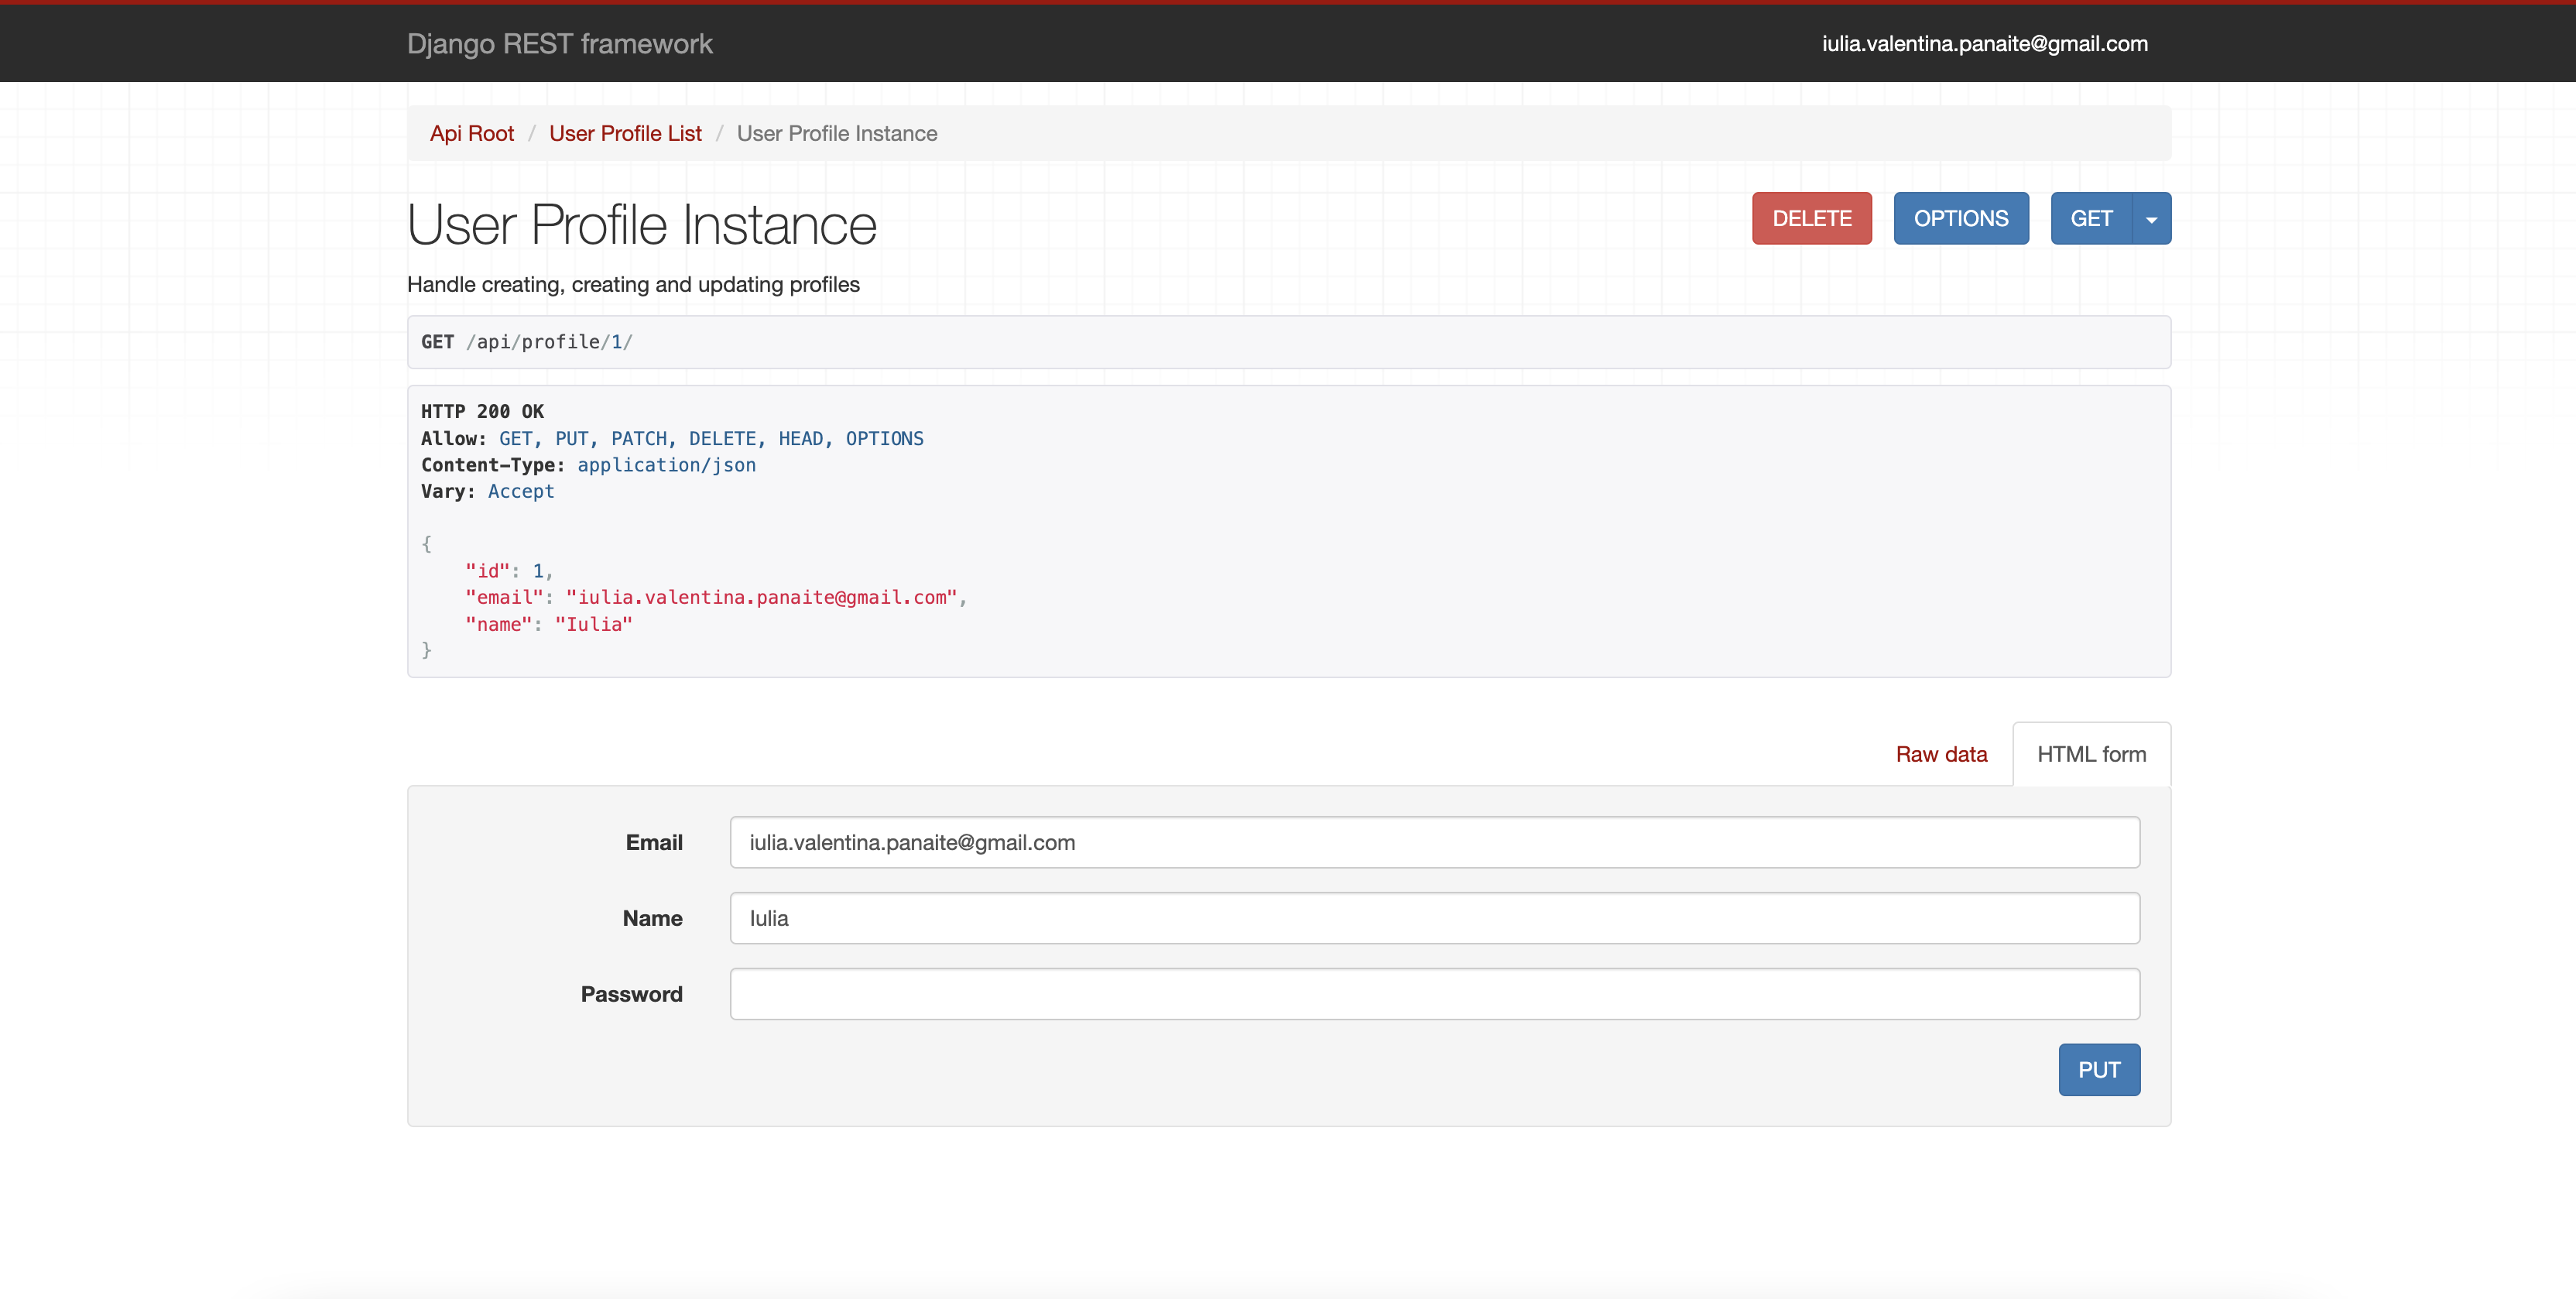 Django REST framework
iulia.valentina.panaite@gmail.com
Api Root / User Profile List / User Profile Instance
User Profile Instance
DELETE
OPTIONS
GET
Handle creating, creating and updating profiles
GET /api/profile/1/
HTTP 200 OK
Allow: GET, PUT, PATCH, DELETE, HEAD, OPTIONS
Content-Type: application/json
Vary: Accept
{
    "id": 1,
    "email": "iulia.valentina.panaite@gmail.com",
    "name": "Iulia"
}
Raw data
HTML form
Email
iulia.valentina.panaite@gmail.com
Name
Iulia
Password
PUT